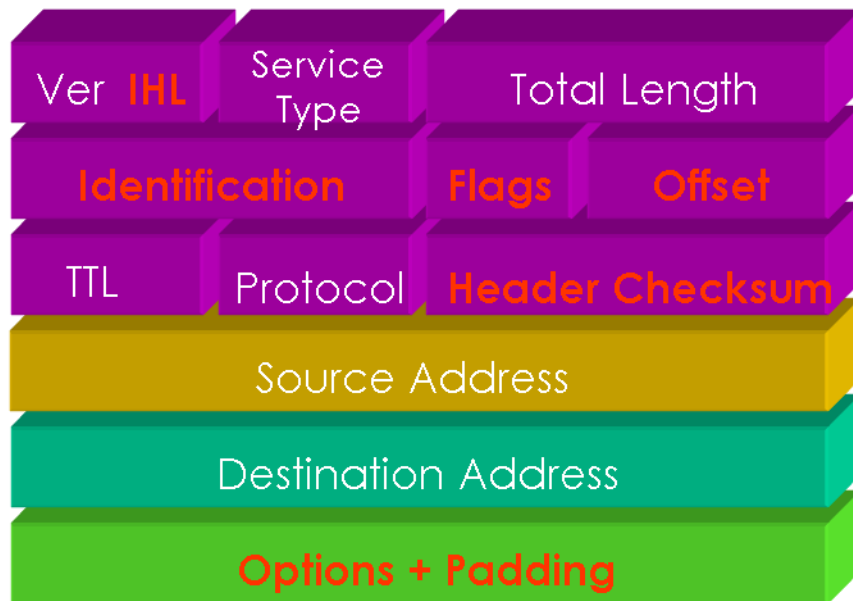 Ver IHL Service Type Total Length
Identification Flags Offset
TTL Protocol Header Checksum
Source Address
Destination Address
Options + Padding